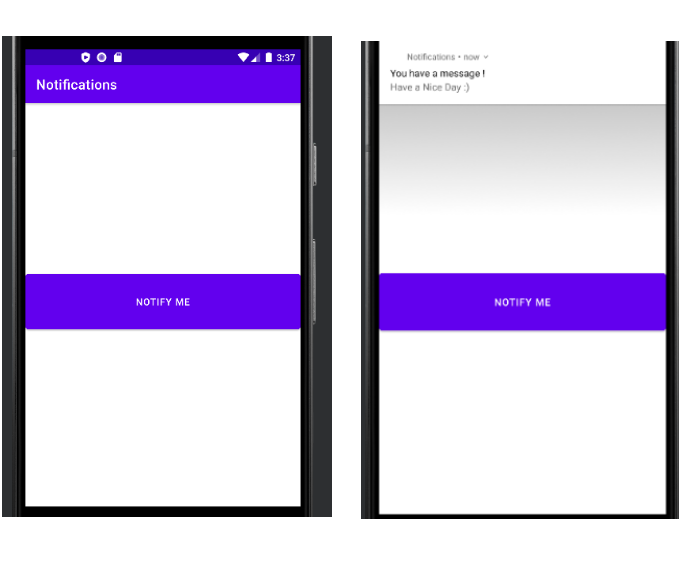 3:37
Notifications
NOTIFY ME
Notifications • now
You have a message !
Have a Nice Day :)
NOTIFY ME